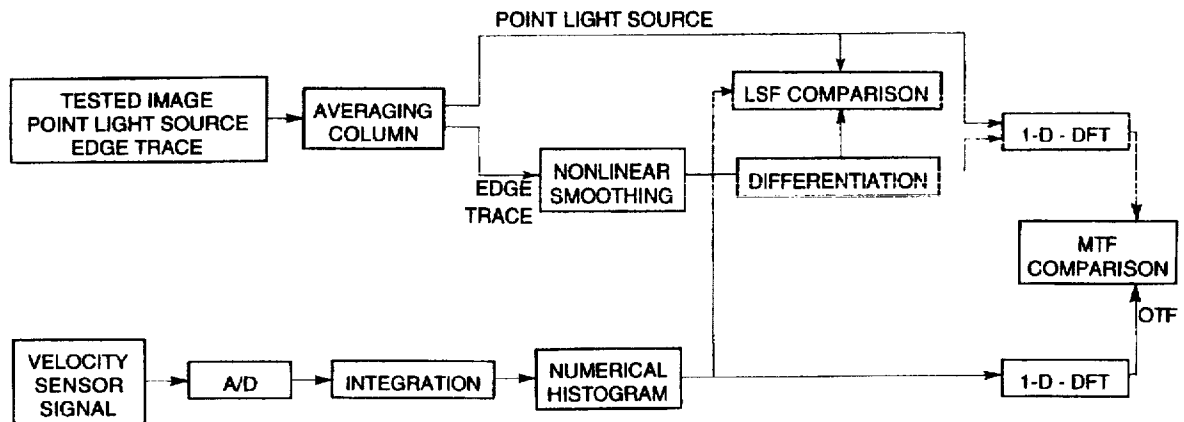 POINT LIGHT SOURCE
TESTED IMAGE
POINT LIGHT SOURCE
EDGE TRACE
AVERAGING
COLUMN
LSF COMPARISON
1-D - DFT
EDGE
TRACE
NONLINEAR
SMOOTHING
DIFFERENTIATION
MTF
COMPARISON
OTF
VELOCITY
SENSOR
SIGNAL
A/D
INTEGRATION
NUMERICAL
HISTOGRAM
1-D - DFT